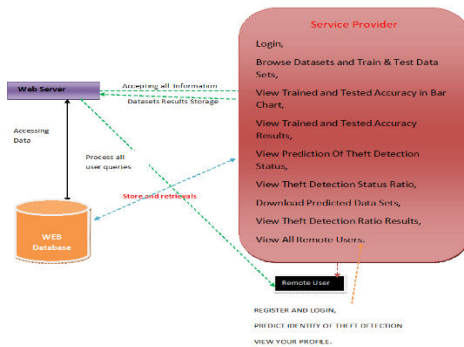 Service Provider
Login,
Browse Datasets and Train & Test Data
Sets,
View Trained and Tested Accuracy in Bar
Chart,
View Trained and Tested Accuracy
Results,
View Prediction Of Theft Detection
Status,
View Theft Detection Status Ratio,
Download Predicted Data Sets,
View Theft Detection Ratio Results,
View All Remote Users.
Web Server
Accepting all Information
Datasets Results Storage
Accessing
Data
Process all
user queries
Store and retrievals
WEB
Database
Remote User
REGISTER AND LOGIN,
PREDICT IDENTITY OF THEFT DETECTION
VIEW YOUR PROFILE.